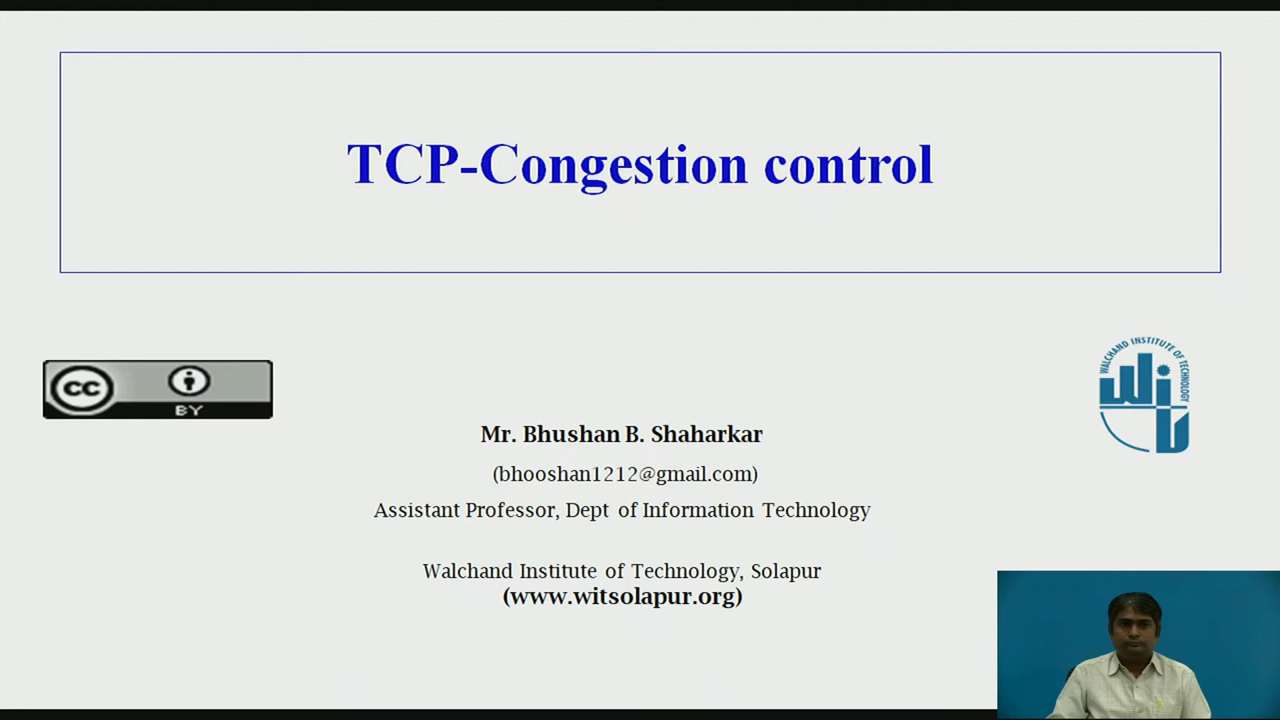 TCP-Congestion control
CC
BY
WALCHAND INSTITUTE OF TECHNOLOGY
WIT
Mr. Bhushan B. Shaharkar
(bhooshan1212@gmail.com)
Assistant Professor, Dept of Information Technology
Walchand Institute of Technology, Solapur
(www.witsolapur.org)